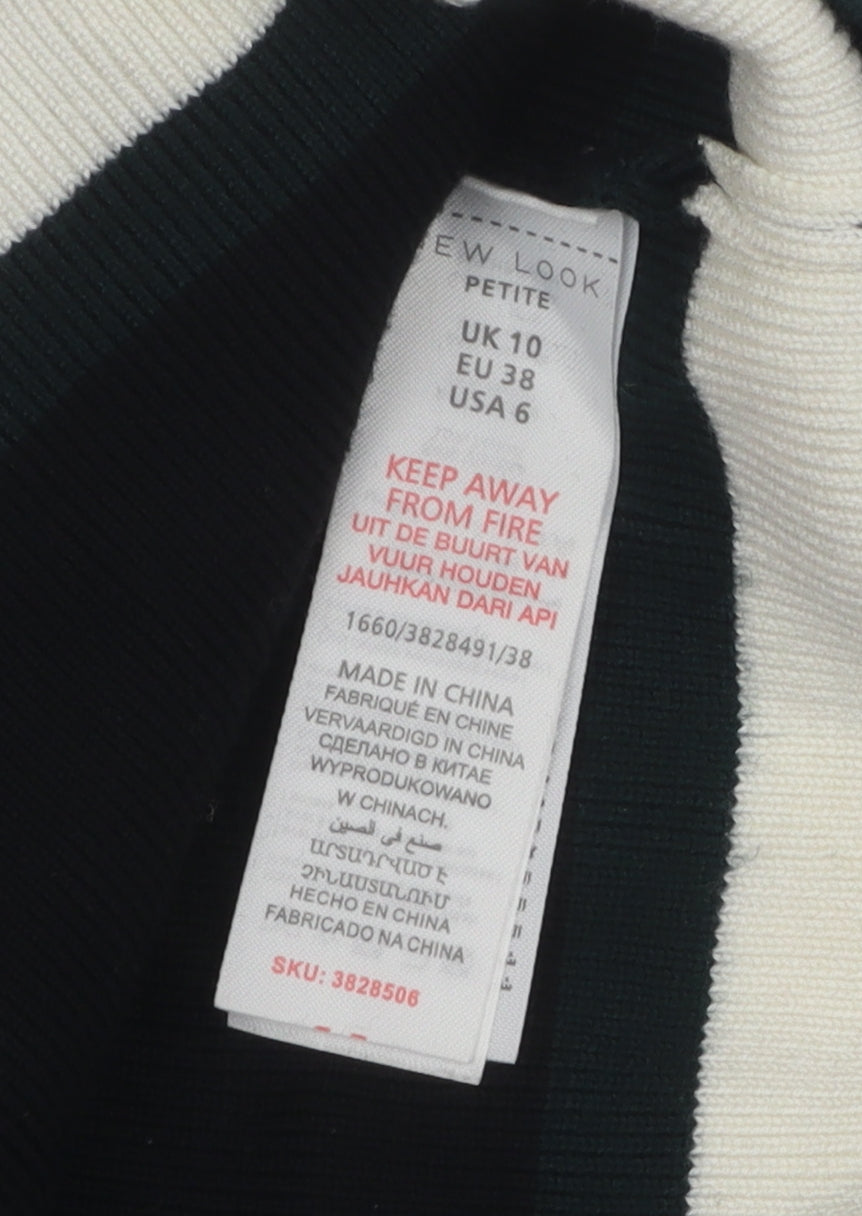 EW LOOK
PETITE
UK 10
EU 38
USA 6
KEEP AWAY
FROM FIRE
UIT DE BUURT VAN
VUUR HOUDEN
JAUHKAN DARI API
1660/3828491/38
MADE IN CHINA
FABRIQUÉ EN CHINE
VERVAARDIGD IN CHINA
СДЕЛАНО В КИТАЕ
WYPRODUKOWANO
W CHINACH.
صنع في الصين
ԱՐՏԱԴՐՎԱԾ Է
ՉԻՆԱՍՏԱՆՈՒՄ
HECHO EN CHINA
FABRICADO NA CHINA
SKU: 3828506